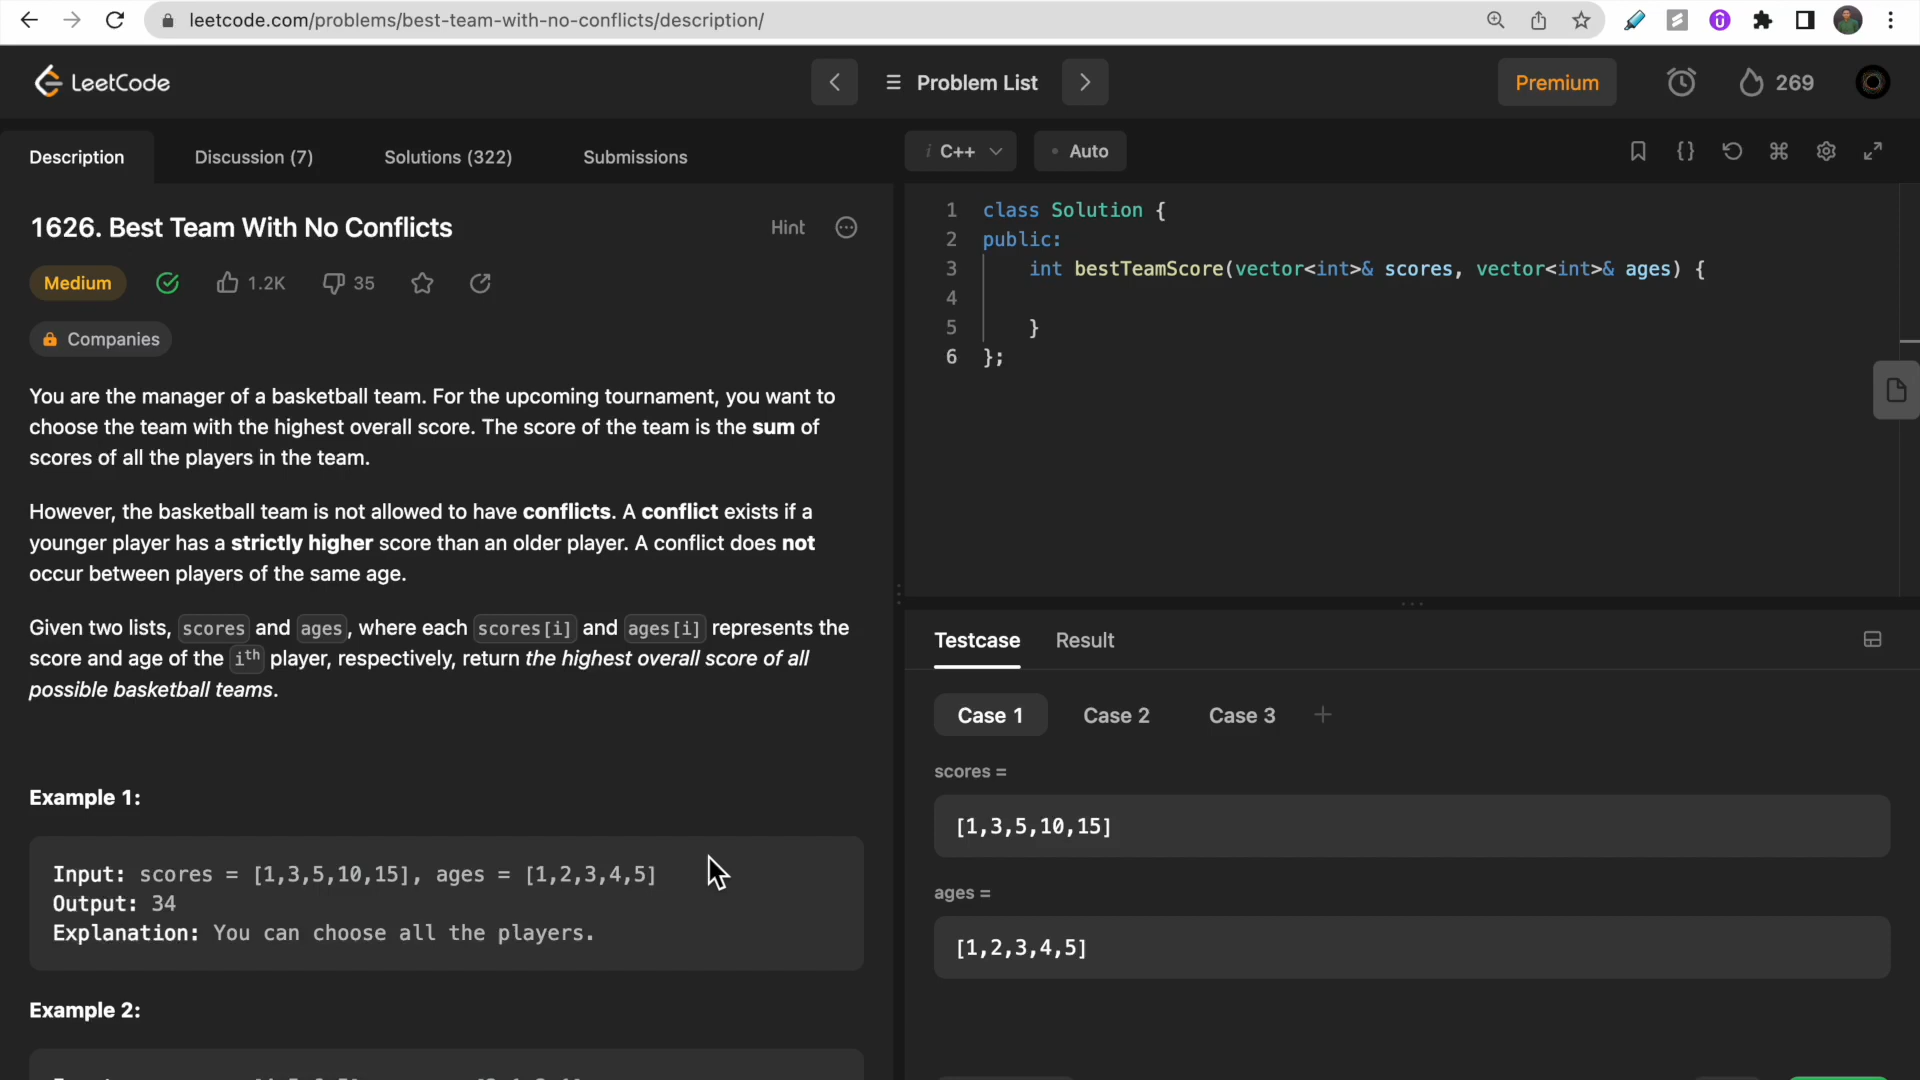 leetcode.com/problems/best-team-with-no-conflicts/description/
LeetCode
Problem List
Premium
269
Description
Discussion (7)
Solutions (322)
Submissions
1626. Best Team With No Conflicts
Hint
Medium
1.2K
35
Companies
You are the manager of a basketball team. For the upcoming tournament, you want to
choose the team with the highest overall score. The score of the team is the sum of
scores of all the players in the team.
However, the basketball team is not allowed to have conflicts. A conflict exists if a
younger player has a strictly higher score than an older player. A conflict does not
occur between players of the same age.
Given two lists, scores and ages, where each scores[i] and ages[i] represents the
score and age of the ith player, respectively, return the highest overall score of all
possible basketball teams.
Example 1:
Input: scores = [1,3,5,10,15], ages = [1,2,3,4,5]
Output: 34
Explanation: You can choose all the players.
Example 2:
i C++
Auto
1 class Solution {
2 public:
3 int bestTeamScore(vector<int>& scores, vector<int>& ages) {
4
5 }
6 };
Testcase
Result
Case 1
Case 2
Case 3
scores =
[1,3,5,10,15]
ages =
[1,2,3,4,5]